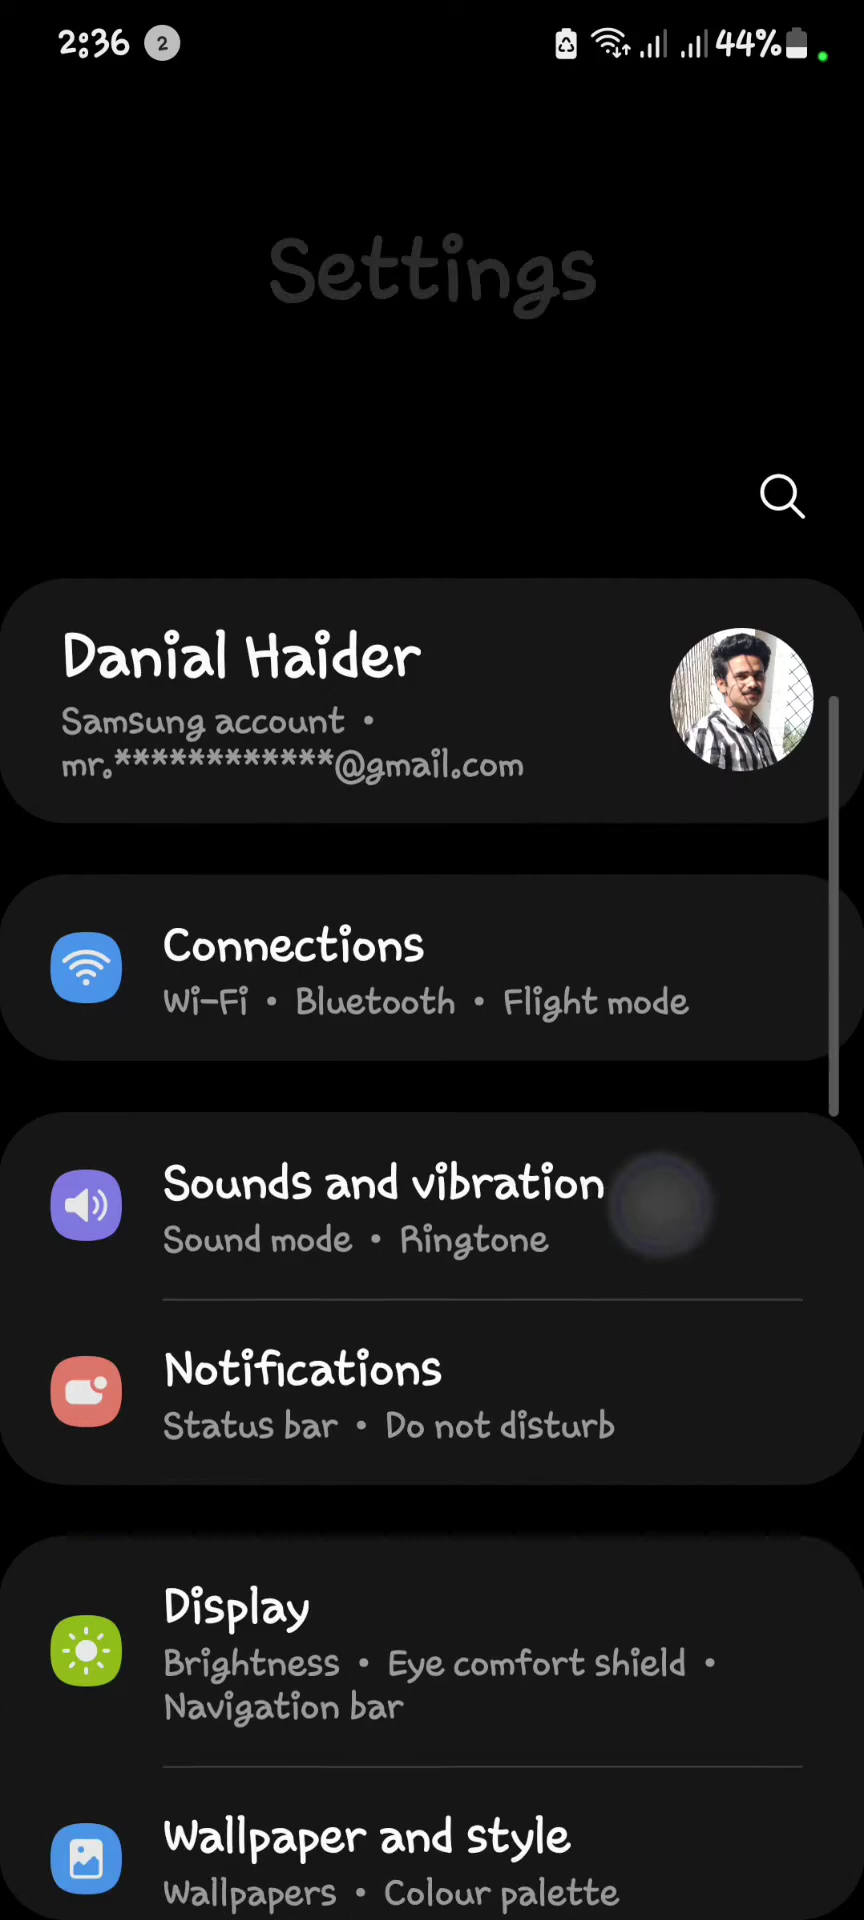 2:36 2 44%
Settings
Danial Haider
Samsung account •
mr.************@gmail.com
Connections
Wi-Fi • Bluetooth • Flight mode
Sounds and vibration
Sound mode • Ringtone
Notifications
Status bar • Do not disturb
Display
Brightness • Eye comfort shield •
Navigation bar
Wallpaper and style
Wallpapers • Colour palette